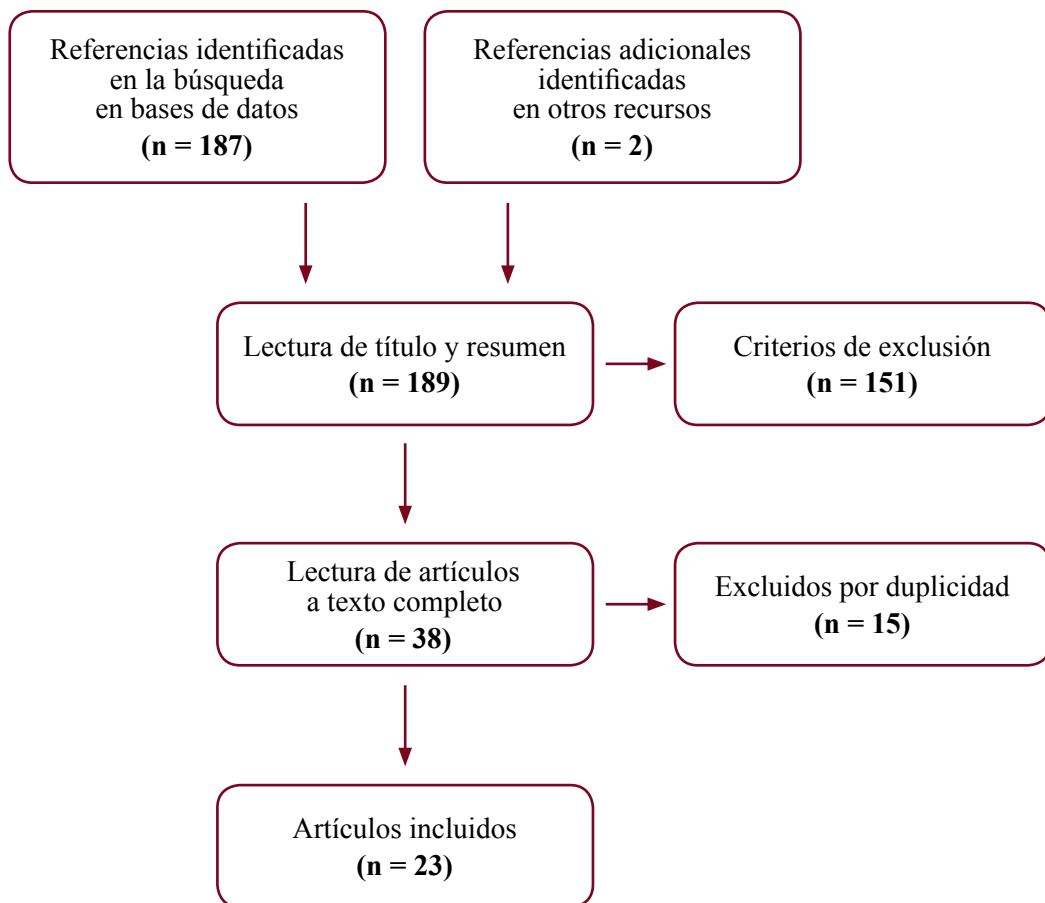 Referencias identificadas
en la búsqueda
en bases de datos
(n = 187)
Referencias adicionales
identificadas
en otros recursos
(n = 2)
Lectura de título y resumen
(n = 189)
Criterios de exclusión
(n = 151)
Lectura de artículos
a texto completo
(n = 38)
Excluidos por duplicidad
(n = 15)
Artículos incluidos
(n = 23)